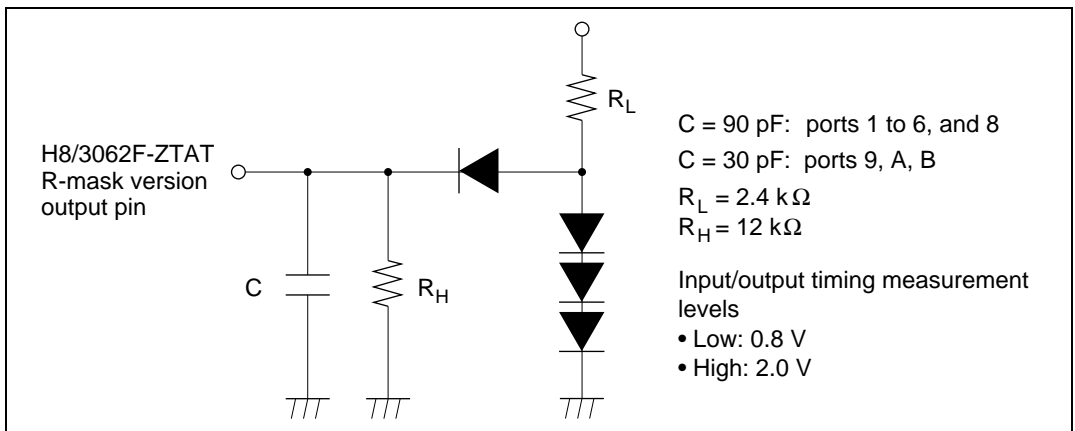 R_L
H8/3062F-ZTAT
R-mask version
output pin
C
R_H
C = 90 pF: ports 1 to 6, and 8
C = 30 pF: ports 9, A, B
R_L = 2.4 kΩ
R_H = 12 kΩ
Input/output timing measurement
levels
• Low: 0.8 V
• High: 2.0 V